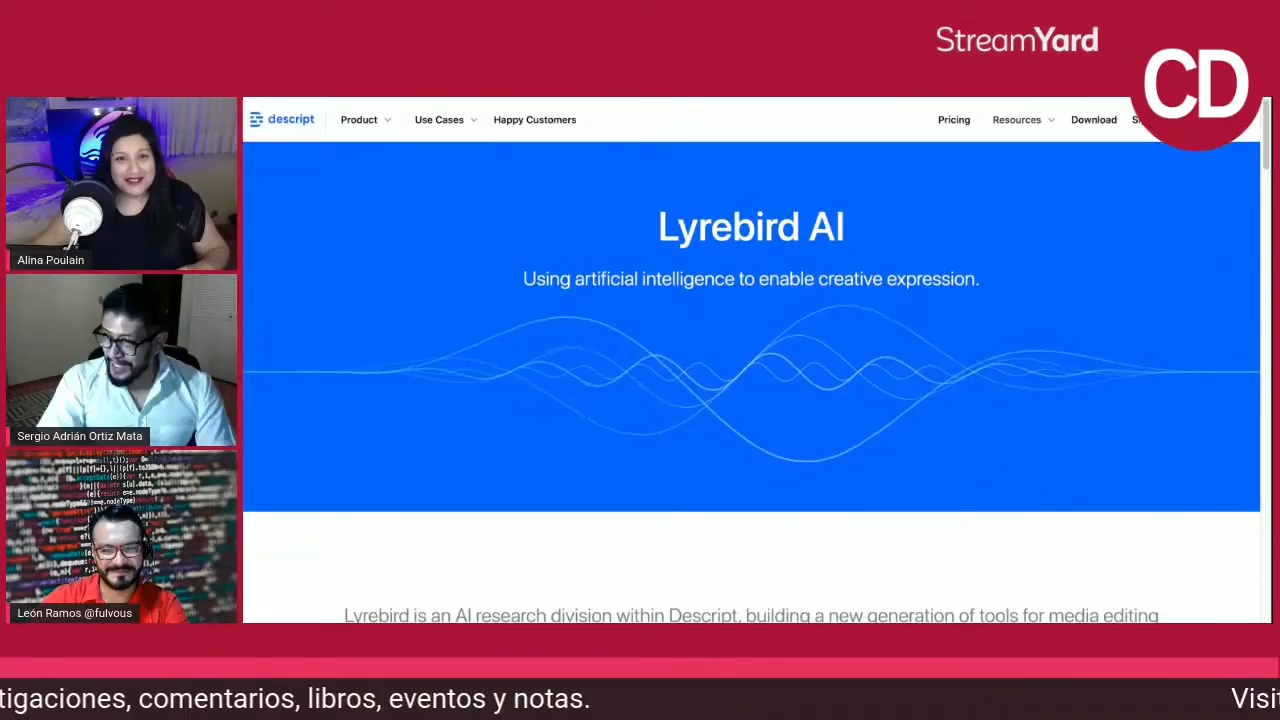 StreamYard
CD
descript
Product
Use Cases
Happy Customers
Pricing
Resources
Download
Lyrebird AI
Using artificial intelligence to enable creative expression.
Lyrebird is an AI research division within Descript, building a new generation of tools for media editing
Alina Poulain
Sergio Adrián Ortiz Mata
León Ramos @fulvous
tigaciones, comentarios, libros, eventos y notas.
Visit